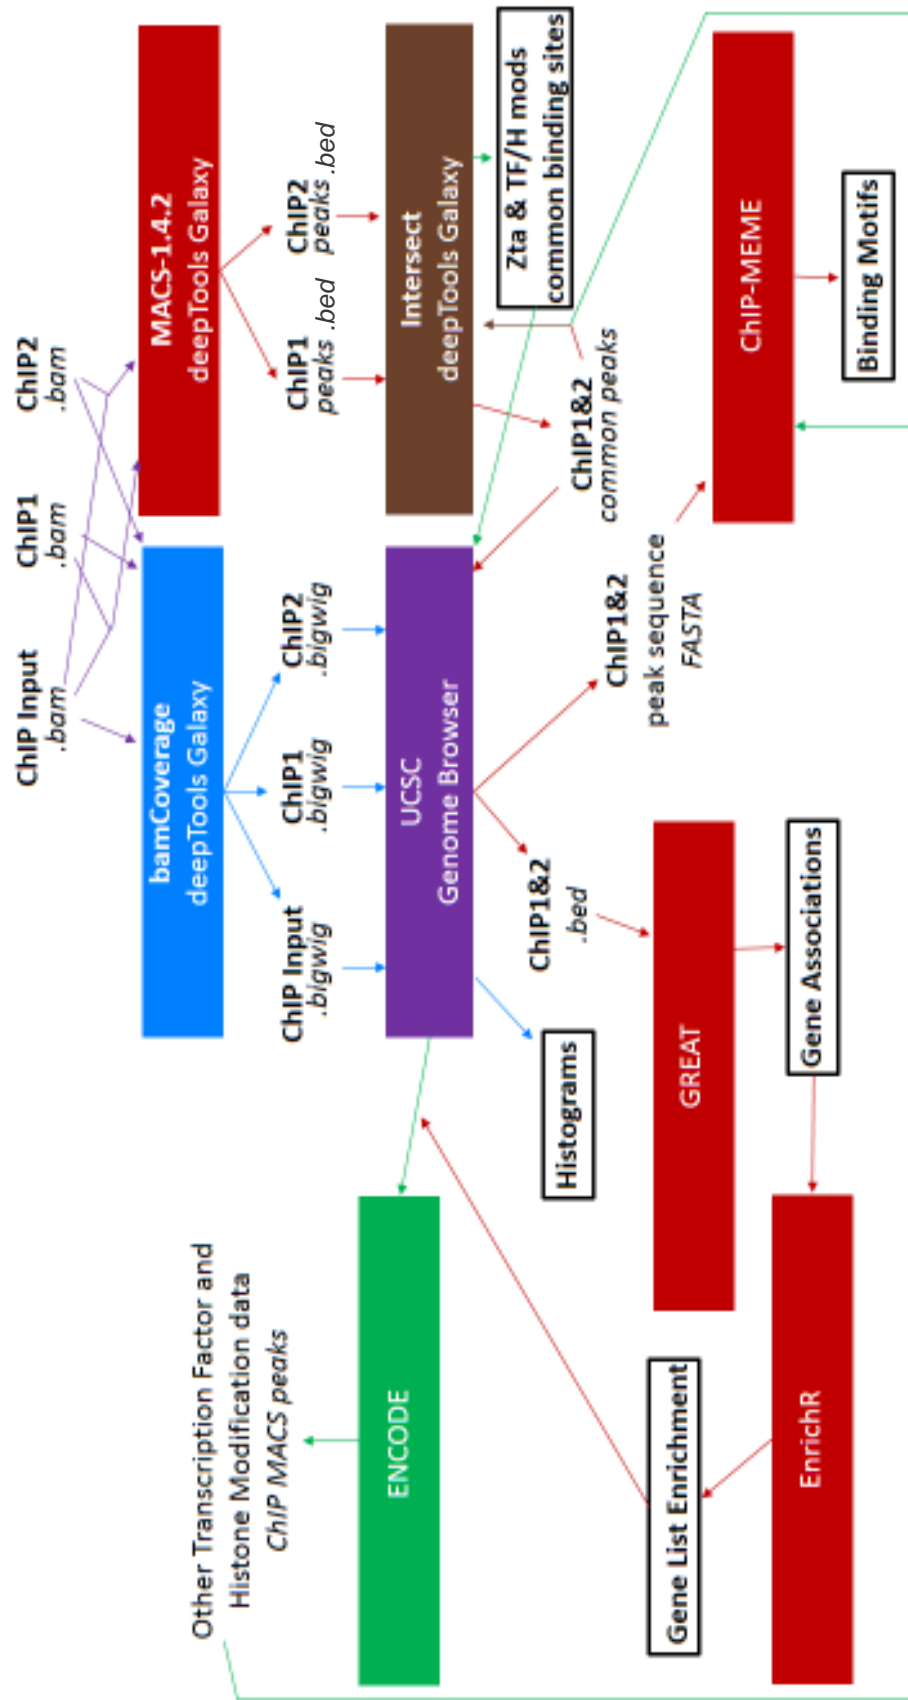 ChIP Input
.bam
ChIP1
.bam
ChIP2
.bam
bamCoverage
deepTools Galaxy
MACS-1.4.2
deepTools Galaxy
Other Transcription Factor and
Histone Modification data
ChIP MACS peaks
ChIP Input
.bigwig
ChIP1
.bigwig
ChIP2
.bigwig
ChIP1
peaks .bed
ChIP2
peaks .bed
ENCODE
UCSC
Genome Browser
Intersect
deepTools Galaxy
Histograms
ChIP1&2
.bed
ChIP1&2
peak sequence
FASTA
ChIP1&2
common peaks
Zta & TF/H mods
common binding sites
Gene List Enrichment
GREAT
ChIP-MEME
EnrichR
Gene Associations
Binding Motifs